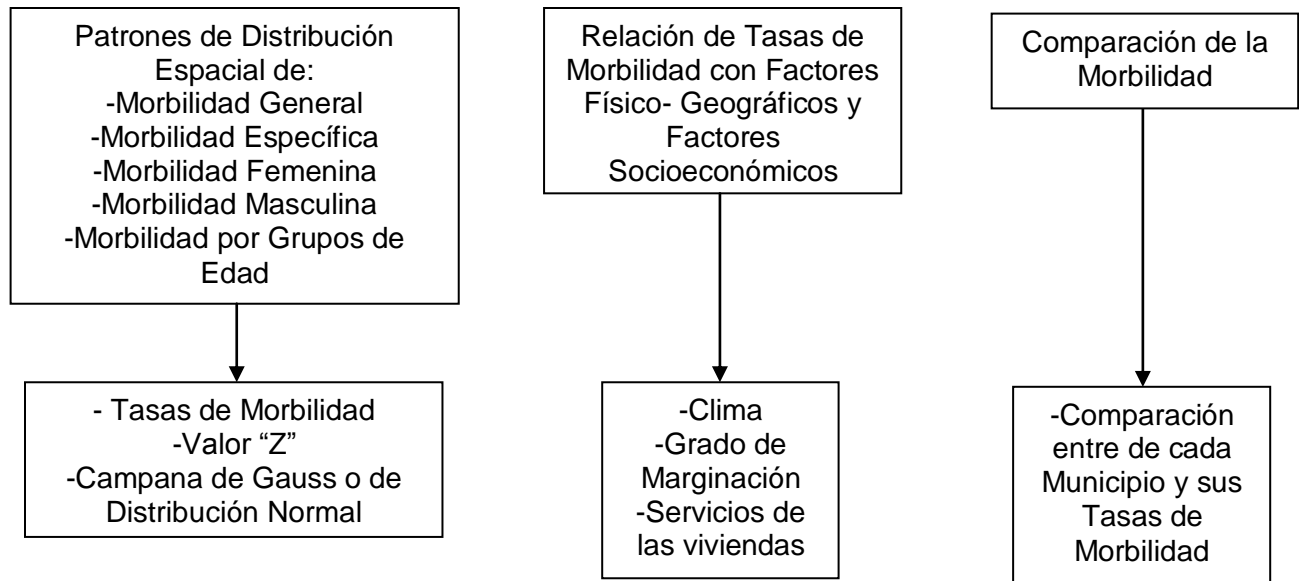 Patrones de Distribución
Espacial de:
-Morbilidad General
-Morbilidad Específica
-Morbilidad Femenina
-Morbilidad Masculina
-Morbilidad por Grupos de
Edad
Relación de Tasas de
Morbilidad con Factores
Físico- Geográficos y
Factores
Socioeconómicos
Comparación de la
Morbilidad
- Tasas de Morbilidad
-Valor “Z”
-Campana de Gauss o de
Distribución Normal
-Clima
-Grado de
Marginación
-Servicios de
las viviendas
-Comparación
entre de cada
Municipio y sus
Tasas de
Morbilidad